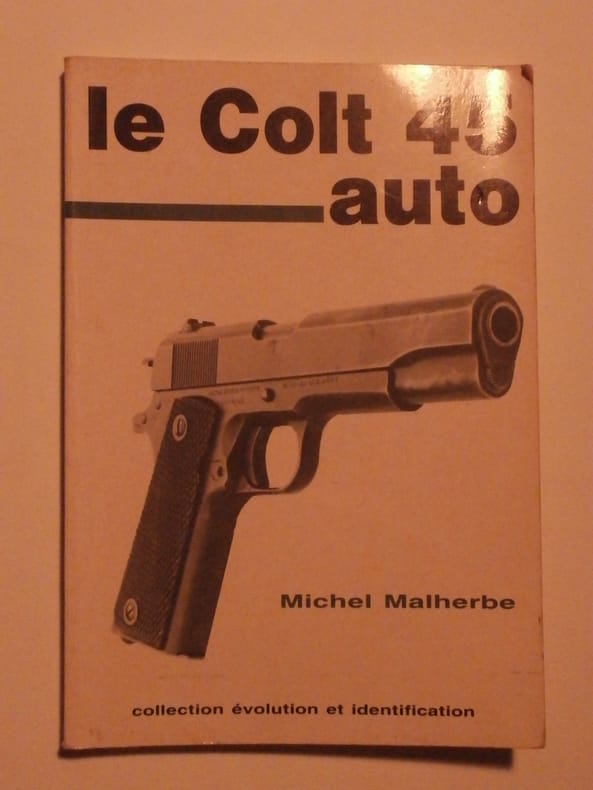 le Colt 45
auto
Michel Malherbe
collection évolution et identification